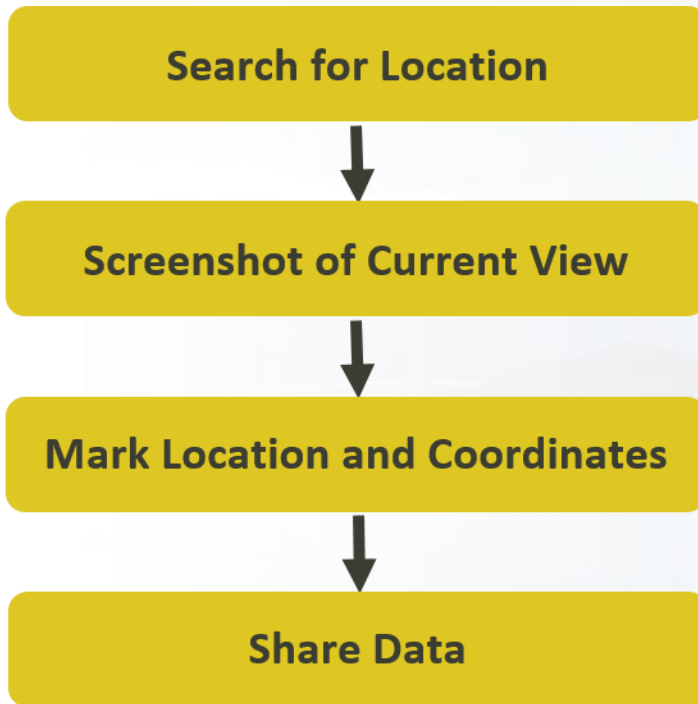 Search for Location
Screenshot of Current View
Mark Location and Coordinates
Share Data